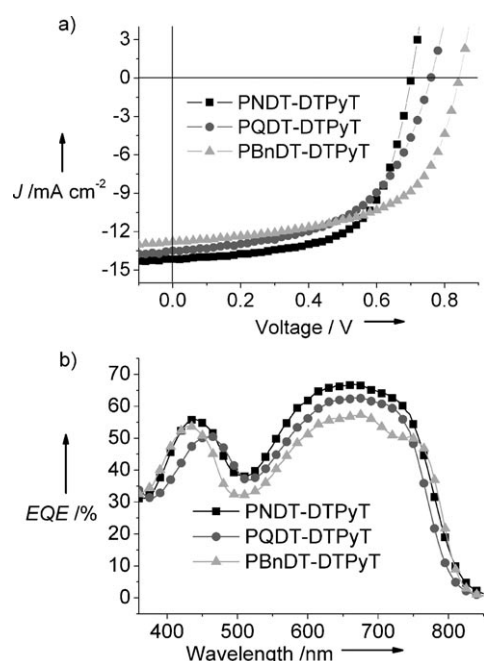 a)
3
0
-3
-6
-9
-12
-15
J /mA cm⁻²
PNDT-DTPyT
PQDT-DTPyT
PBnDT-DTPyT
0.0 0.2 0.4 0.6 0.8
Voltage / V
b)
70
60
50
40
30
20
10
0
EQE /%
PNDT-DTPyT
PQDT-DTPyT
PBnDT-DTPyT
400 500 600 700 800
Wavelength /nm